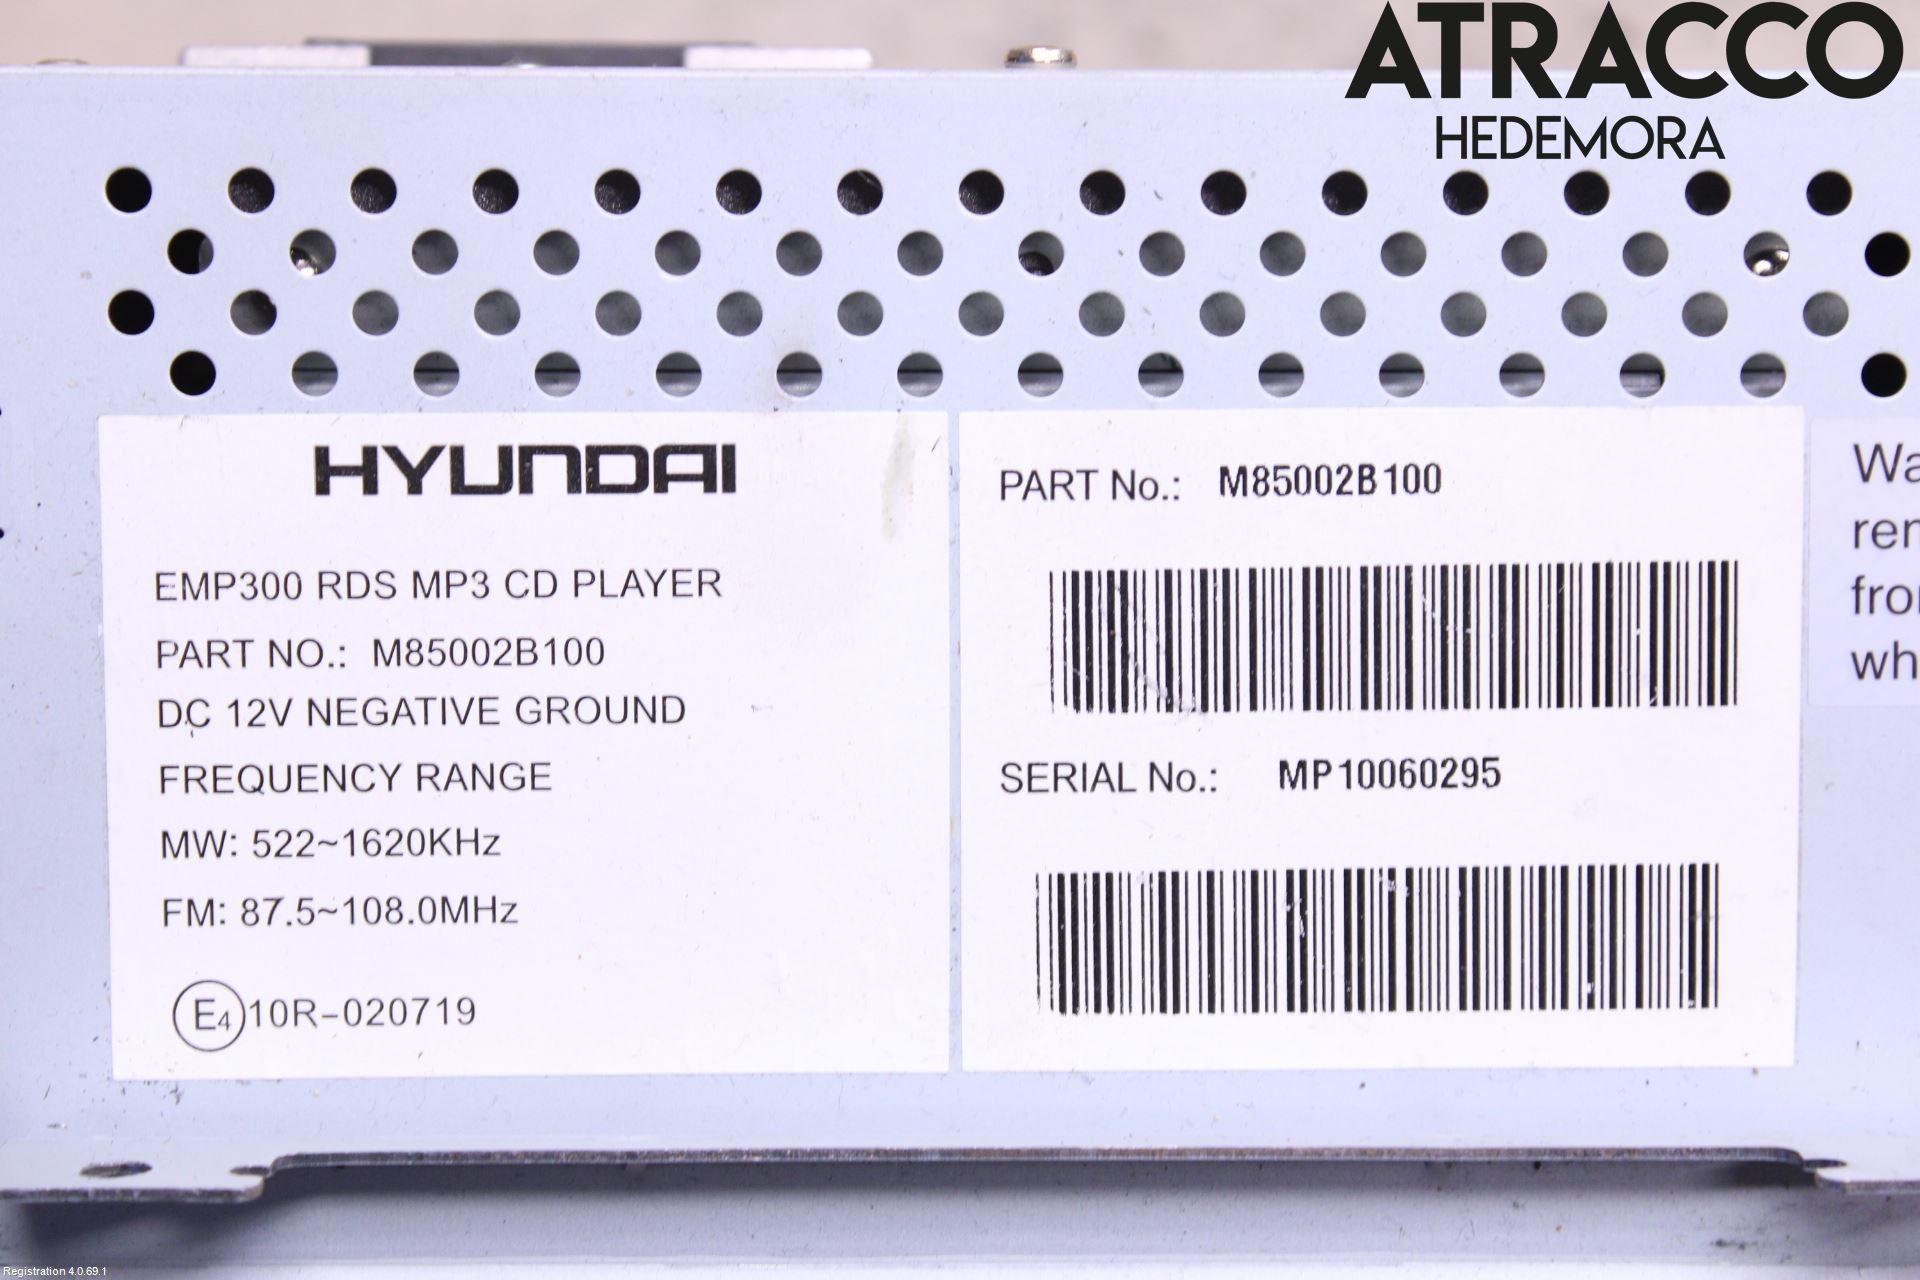 ATRACCO
HEDEMORA
HYUNDAI
EMP300 RDS MP3 CD PLAYER
PART NO.: M85002B100
DC 12V NEGATIVE GROUND
FREQUENCY RANGE
MW: 522~1620KHz
FM: 87.5~108.0MHz
E4 10R-020719
PART No.: M85002B100
SERIAL No.: MP10060295
Registration 4.0.69.1